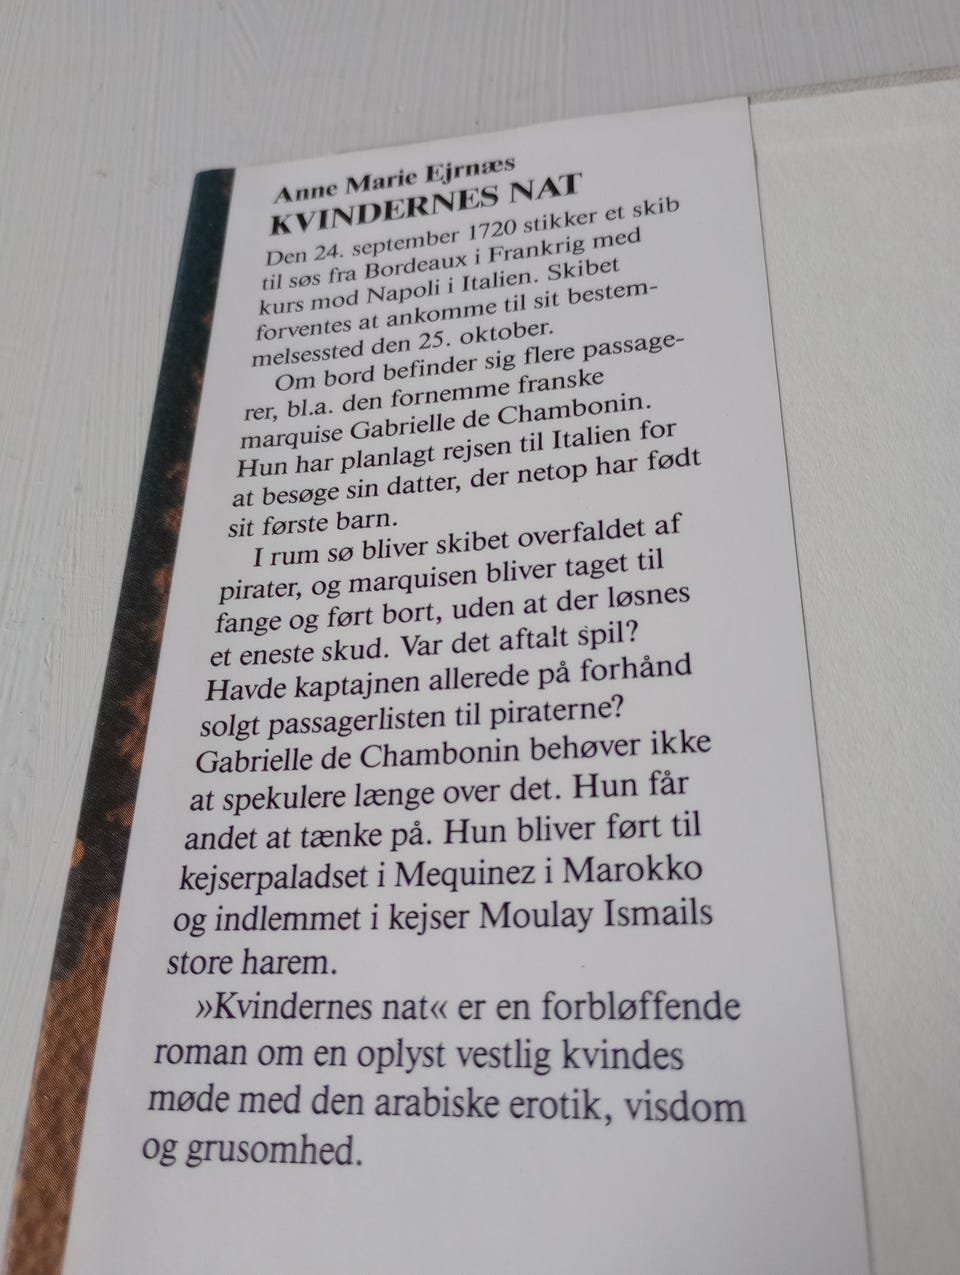 Anne Marie Ejrnæs
KVINDERNES NAT
Den 24. september 1720 stikker et skib
til søs fra Bordeaux i Frankrig med
kurs mod Napoli i Italien. Skibet
forventes at ankomme til sit bestem-
melsessted den 25. oktober.
Om bord befinder sig flere passage-
rer, bl.a. den fornemme franske
marquise Gabrielle de Chambonin.
Hun har planlagt rejsen til Italien for
at besøge sin datter, der netop har født
sit første barn.
I rum sø bliver skibet overfaldet af
pirater, og marquisen bliver taget til
fange og ført bort, uden at der løsnes
et eneste skud. Var det aftalt spil?
Havde kaptajnen allerede på forhånd
solgt passagerlisten til piraterne?
Gabrielle de Chambonin behøver ikke
at spekulere længe over det. Hun får
andet at tænke på. Hun bliver ført til
kejserpaladset i Mequinez i Marokko
og indlemmet i kejser Moulay Ismails
store harem.
»Kvindernes nat« er en forbløffende
roman om en oplyst vestlig kvindes
møde med den arabiske erotik, visdom
og grusomhed.